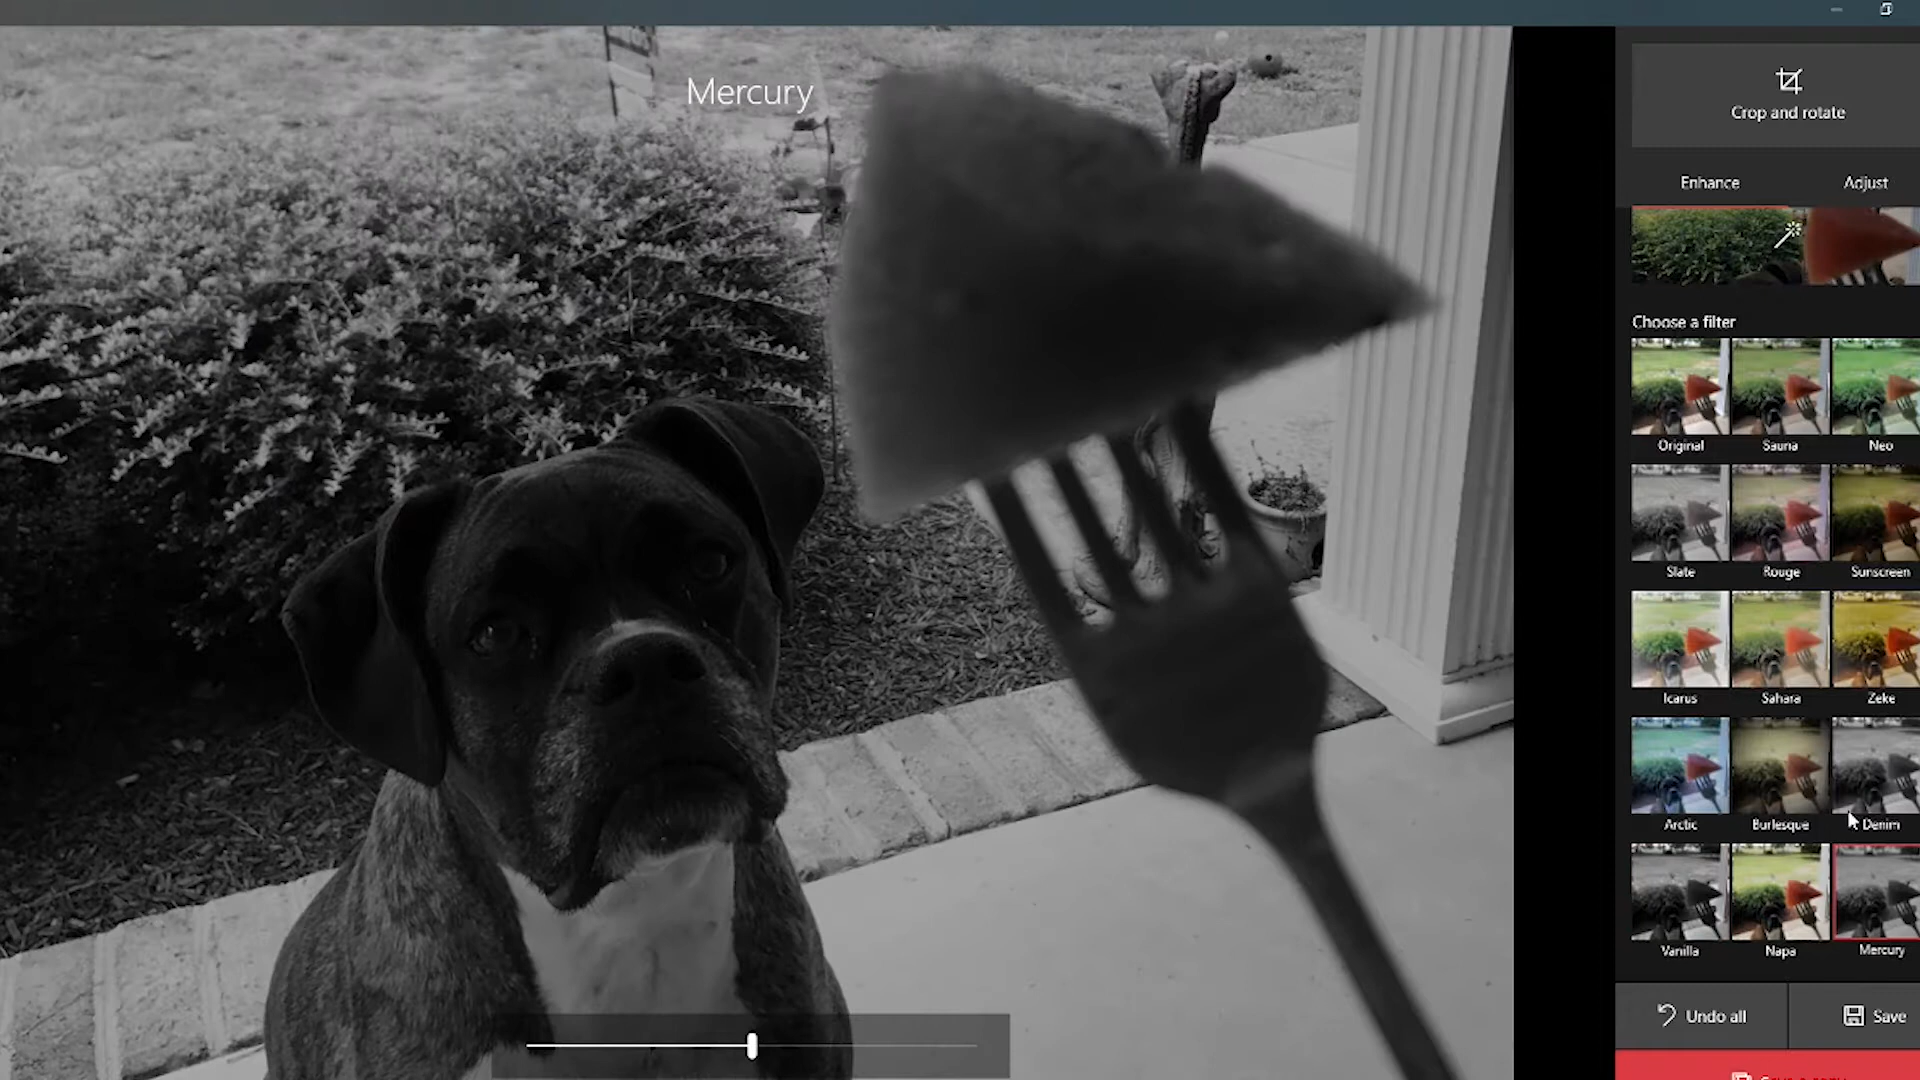 Mercury
Crop and rotate
Enhance
Adjust
Choose a filter
Original
Sauna
Neo
Slate
Rouge
Sunscreen
Icarus
Sahara
Zeke
Arctic
Burlesque
Denim
Vanilla
Napa
Mercury
Undo all
Save